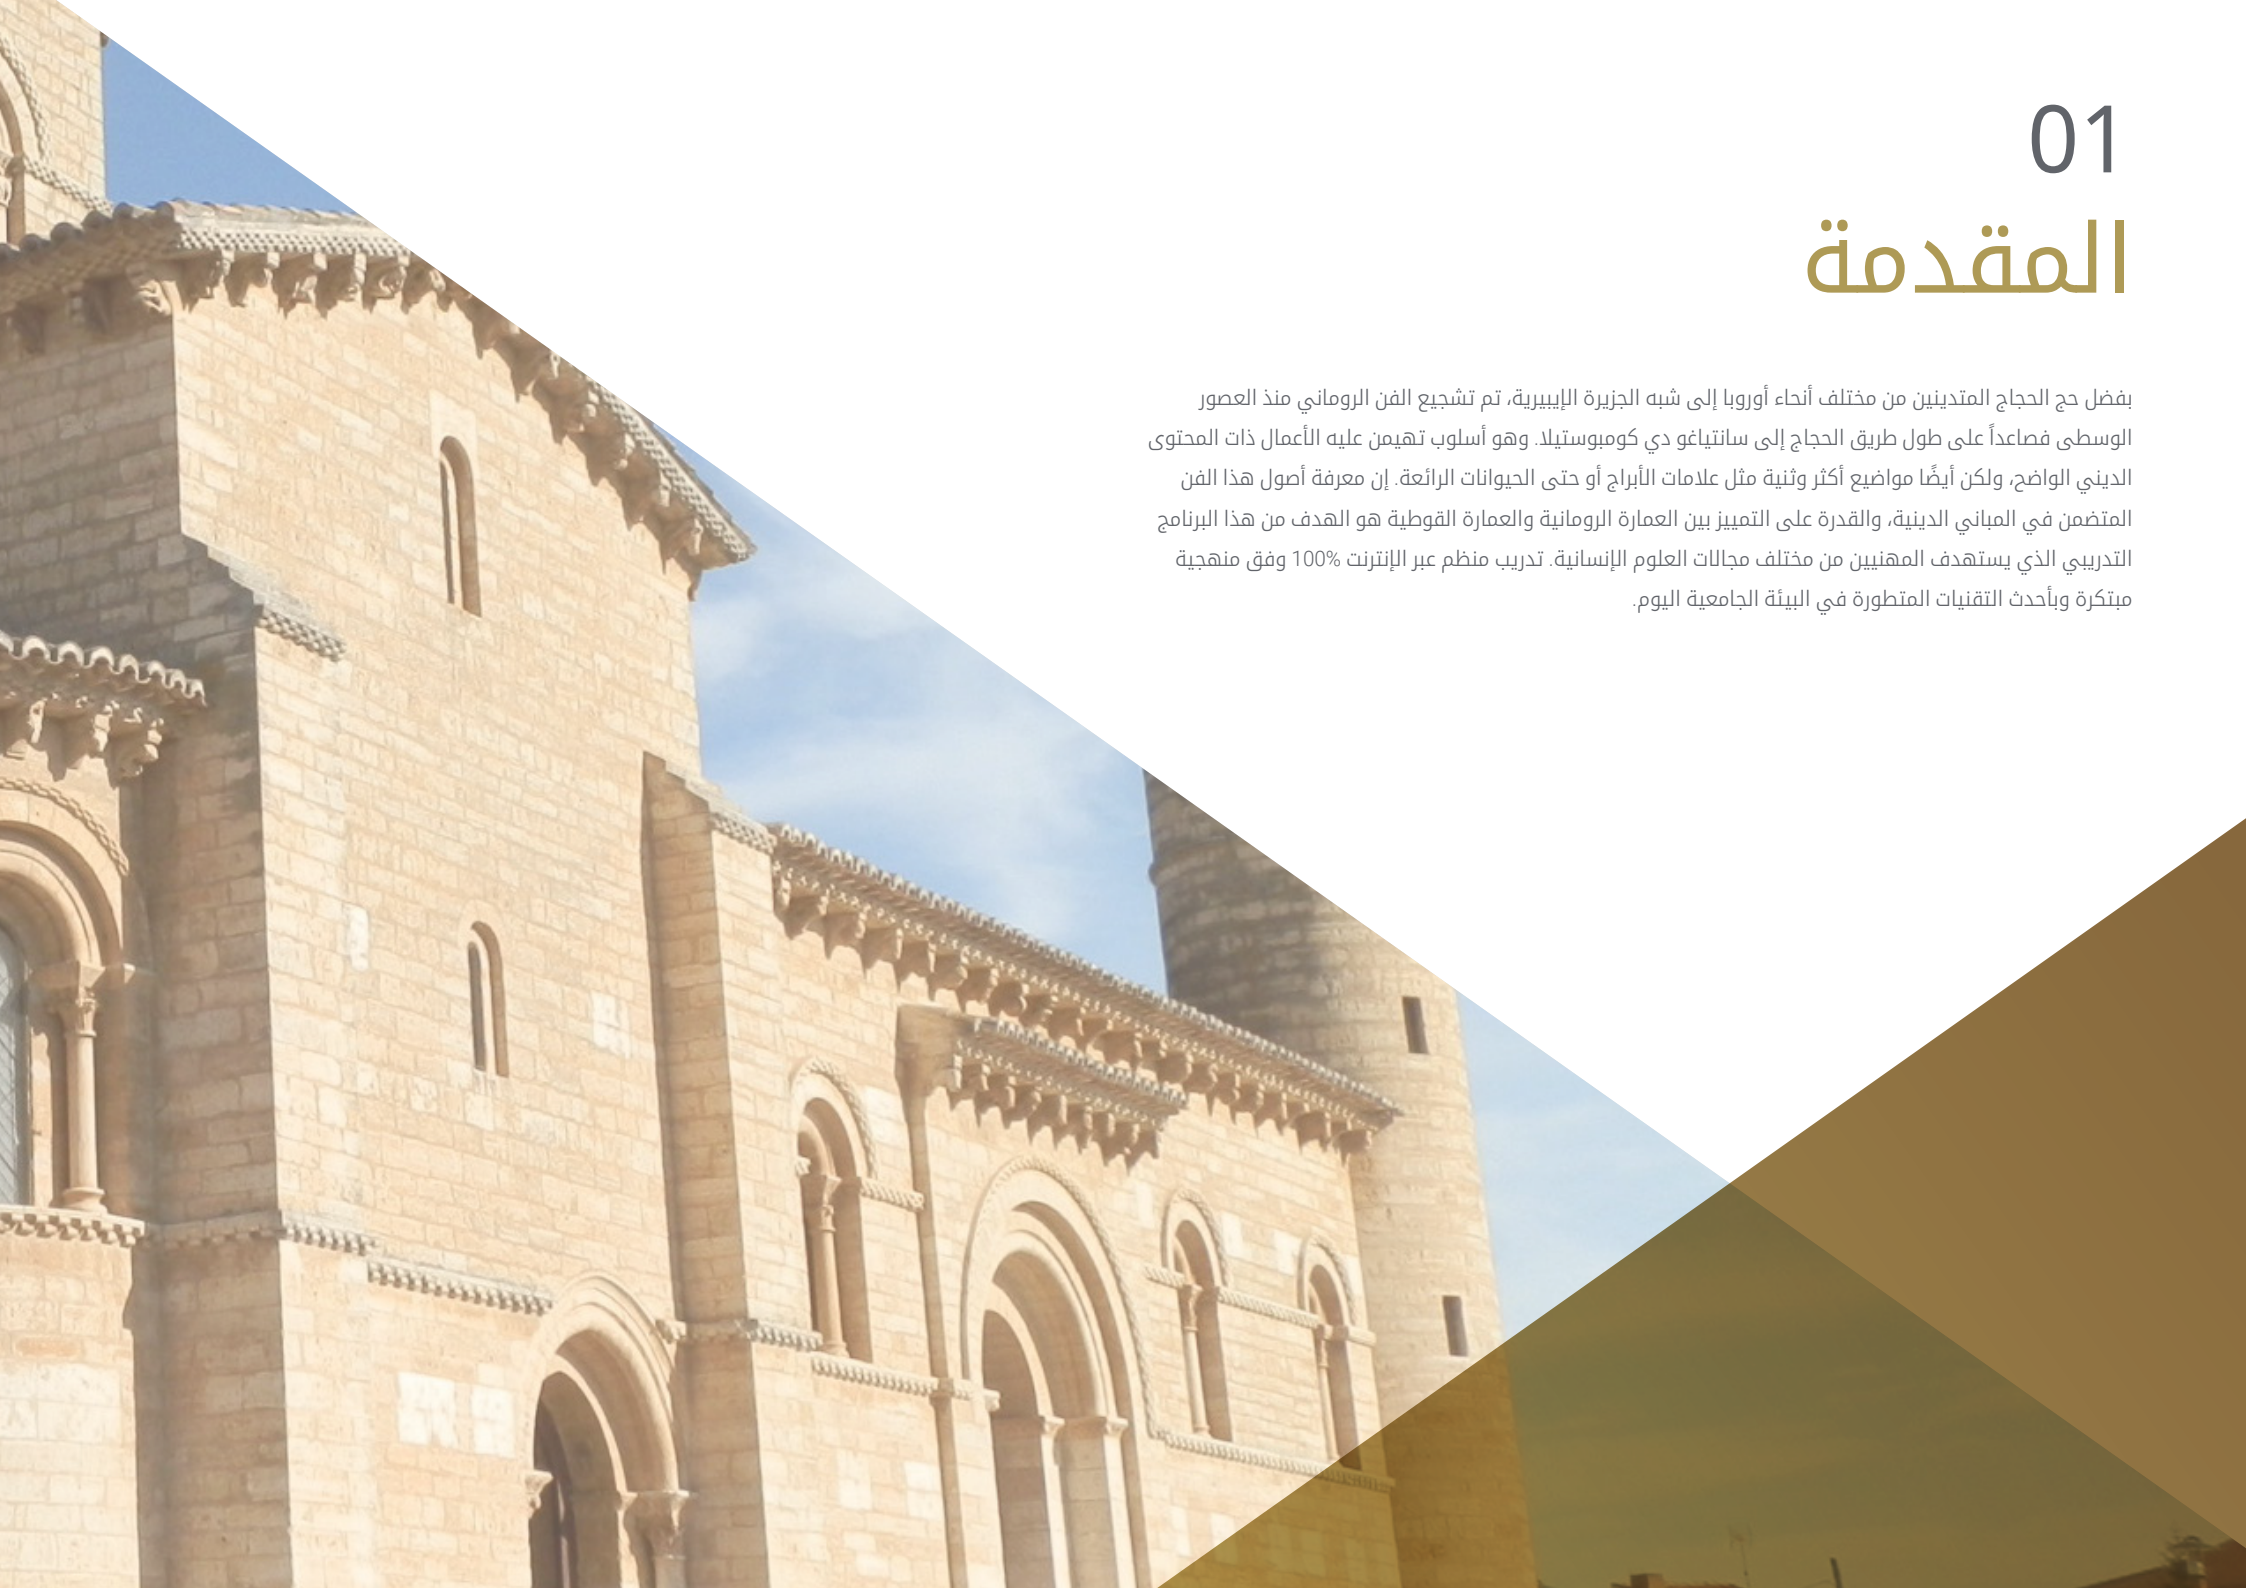 01
المقدمة
بفضل حج الحجاج المتدينين من مختلف أنحاء أوروبا إلى شبه الجزيرة الإيبيرية، تم تشجيع الفن الروماني منذ العصور
الوسطى فصاعداً على طول طريق الحجاج إلى سانتياغو دي كومبوستيلا. وهو أسلوب تهيمن عليه الأعمال ذات المحتوى
الديني الواضح، ولكن أيضًا مواضيع أكثر وثنية مثل علامات الأبراج أو حتى الحيوانات الرائعة. إن معرفة أصول هذا الفن
المتضمن في المباني الدينية، والقدرة على التمييز بين العمارة الرومانية والعمارة القوطية هو الهدف من هذا البرنامج
التدريبي الذي يستهدف المهنيين من مختلف مجالات العلوم الإنسانية. تدريب منظم عبر الإنترنت %100 وفق منهجية
مبتكرة وبأحدث التقنيات المتطورة في البيئة الجامعية اليوم.